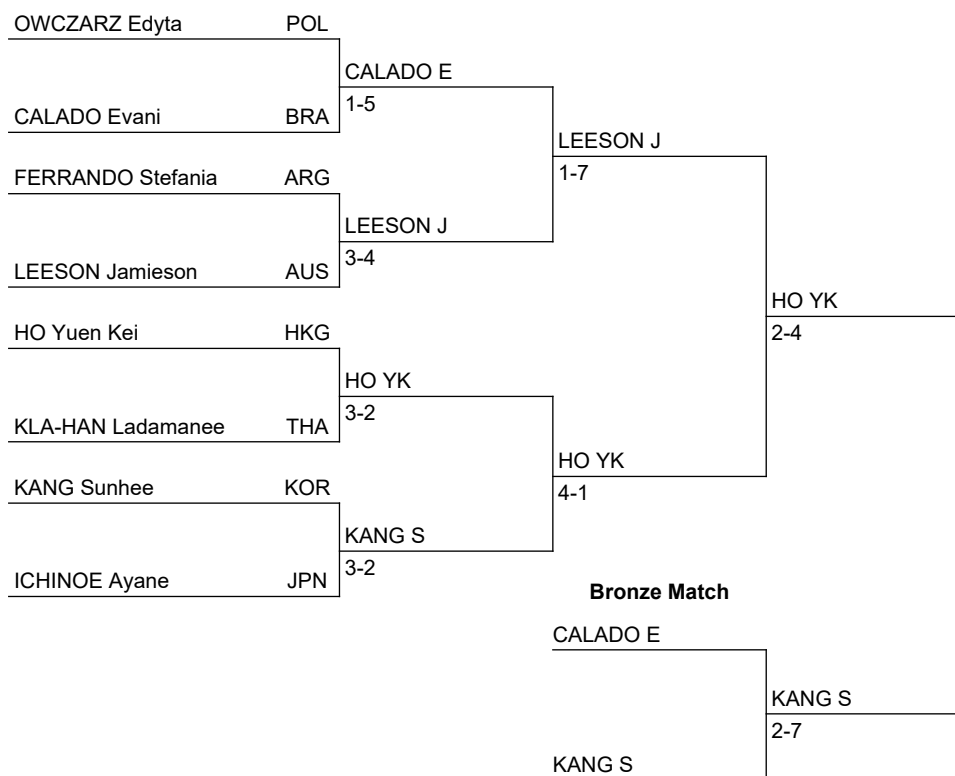 OWCZARZ Edyta POL
CALADO E
1-5
CALADO Evani BRA
LEESON J
1-7
FERRANDO Stefania ARG
LEESON J
3-4
LEESON Jamieson AUS
HO YK
2-4
HO Yuen Kei HKG
HO YK
3-2
KLA-HAN Ladamanee THA
HO YK
4-1
KANG Sunhee KOR
KANG S
3-2
ICHINOE Ayane JPN
Bronze Match
CALADO E
KANG S
2-7
KANG S